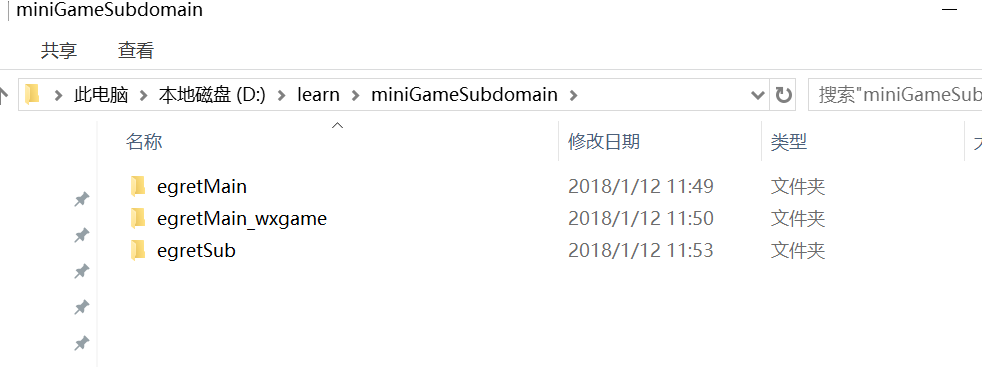 miniGameSubdomain
共享 查看
此电脑 本地磁盘 (D:) learn miniGameSubdomain 搜索"miniGameSub
名称 修改日期 类型
egretMain 2018/1/12 11:49 文件夹
egretMain_wxgame 2018/1/12 11:50 文件夹
egretSub 2018/1/12 11:53 文件夹